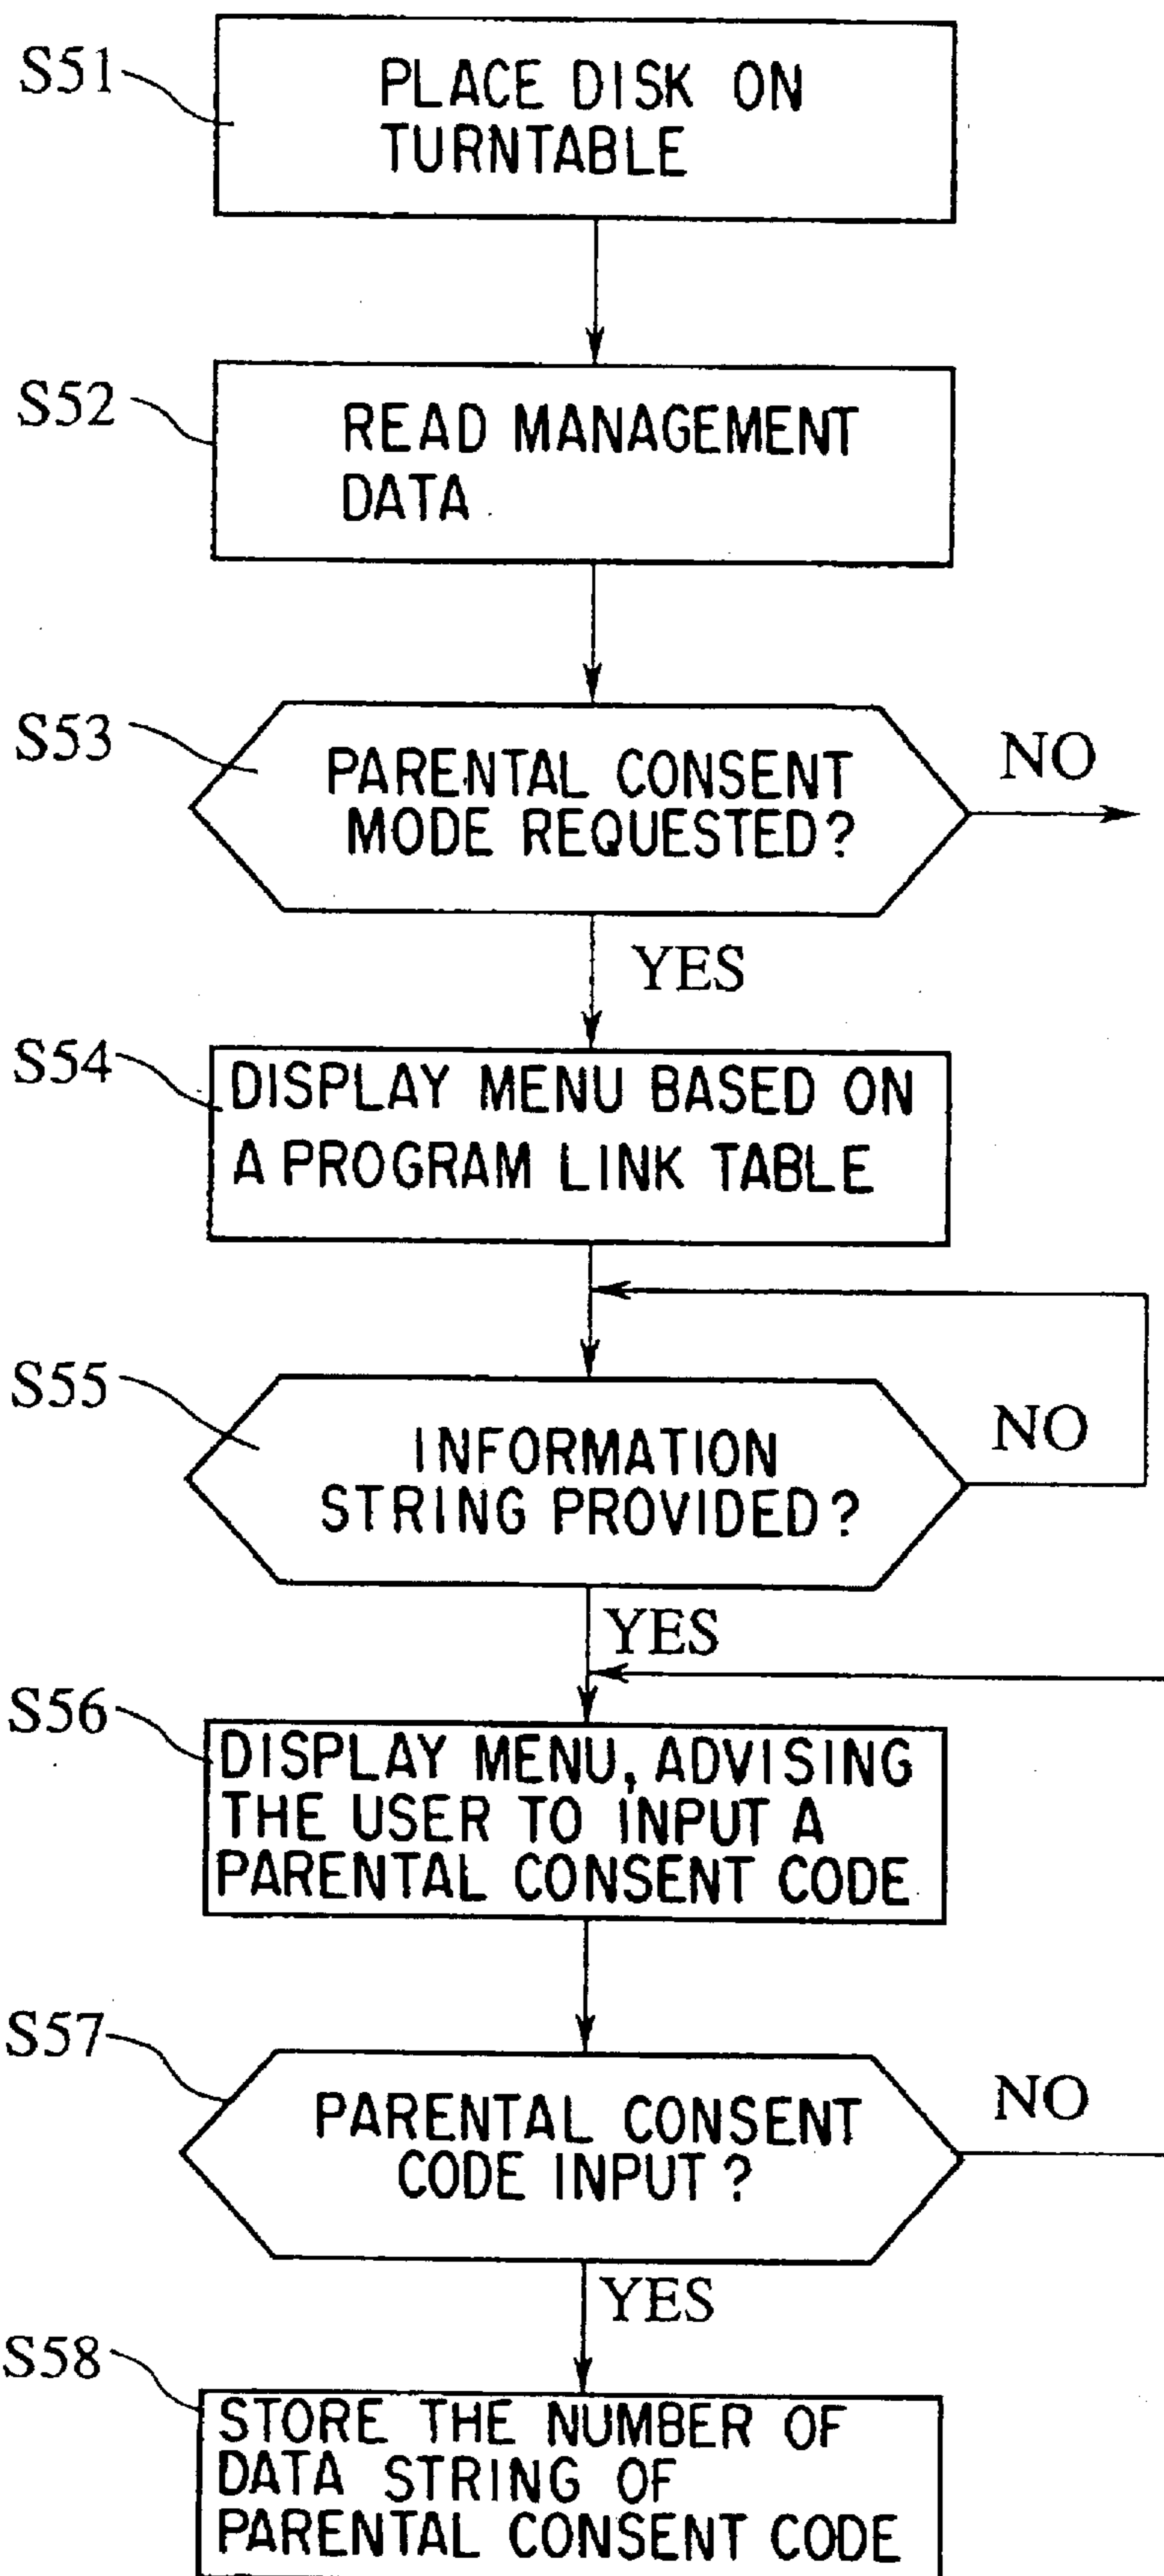 S51
PLACE DISK ON
TURNTABLE
S52
READ MANAGEMENT
DATA
S53
PARENTAL CONSENT
MODE REQUESTED?
NO
YES
S54
DISPLAY MENU BASED ON
A PROGRAM LINK TABLE
S55
INFORMATION
STRING PROVIDED?
NO
YES
S56
DISPLAY MENU, ADVISING
THE USER TO INPUT A
PARENTAL CONSENT CODE
S57
PARENTAL CONSENT
CODE INPUT?
NO
YES
S58
STORE THE NUMBER OF
DATA STRING OF
PARENTAL CONSENT CODE